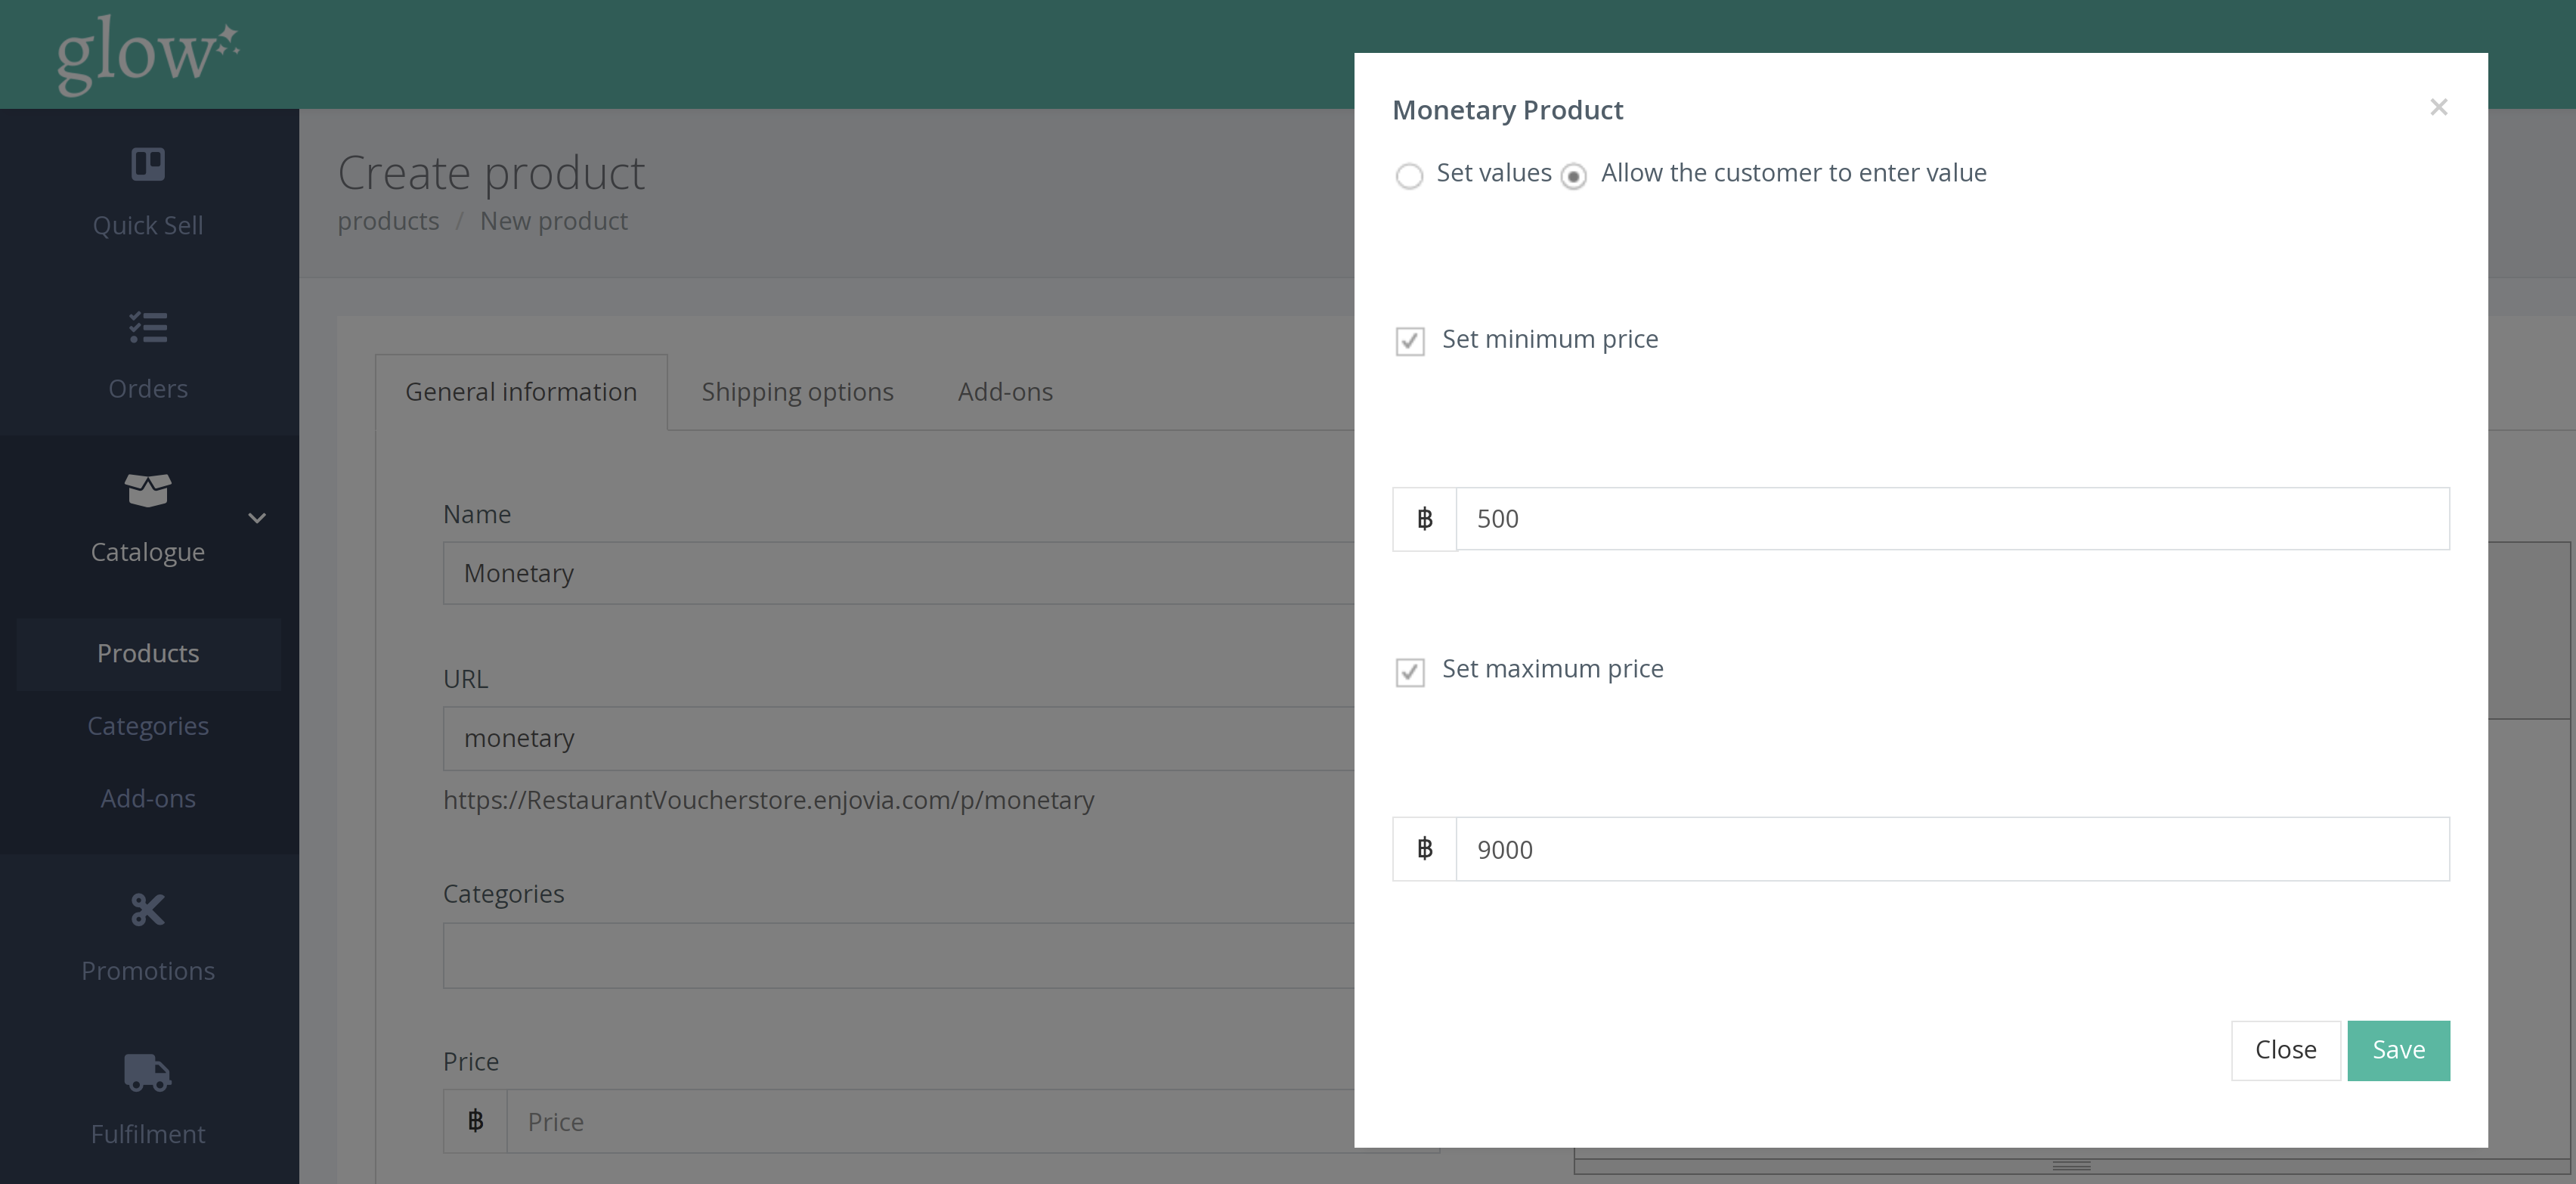 glow
Quick Sell
Orders
Catalogue
Products
Categories
Add-ons
Promotions
Fulfilment
Create product
products / New product
General information
Shipping options
Add-ons
Name
Monetary
URL
monetary
https://RestaurantVoucherstore.enjovia.com/p/monetary
Categories
Price
฿ Price
Monetary Product ×
Set values Allow the customer to enter value
Set minimum price
฿ 500
Set maximum price
฿ 9000
Close Save